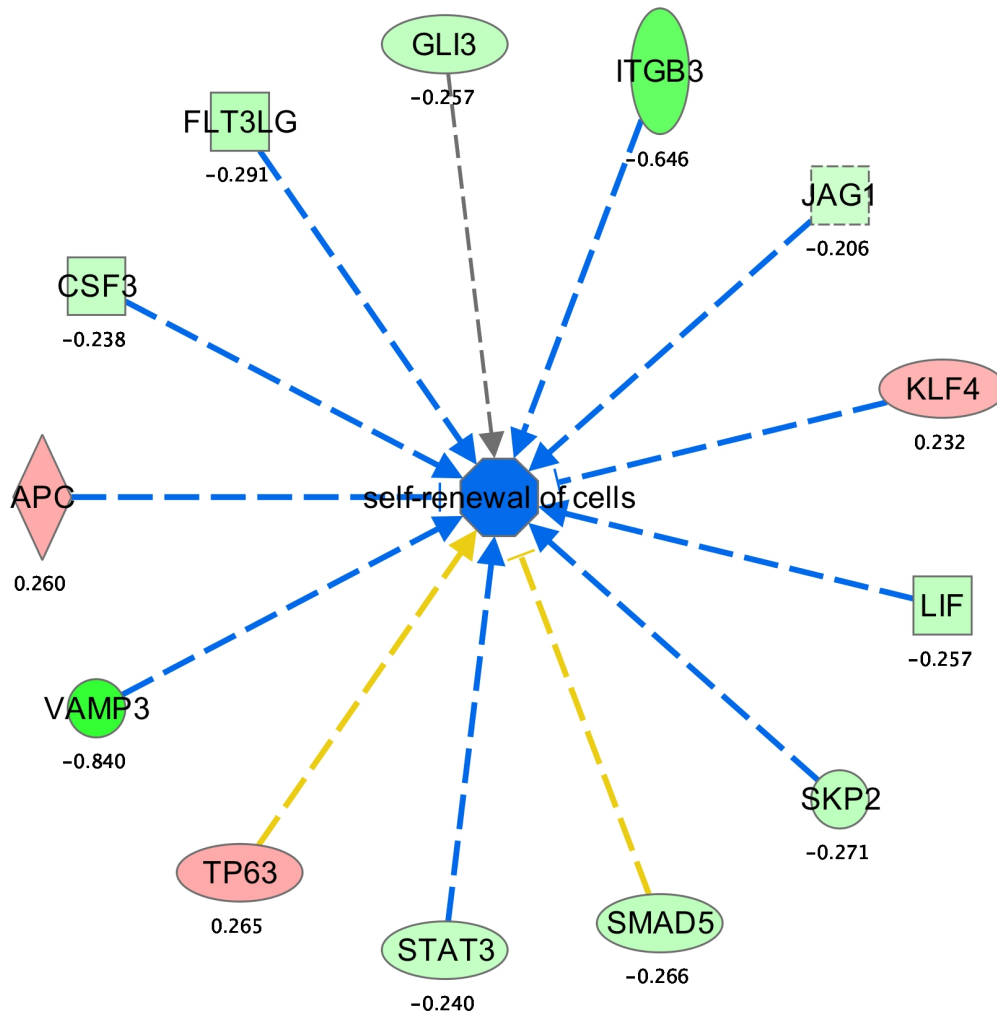 GLI3
-0.257
ITGB3
-0.646
FLT3LG
-0.291
JAG1
-0.206
CSF3
-0.238
KLF4
0.232
APC
0.260
self-renewal of cells
LIF
-0.257
VAMP3
-0.840
SKP2
-0.271
TP63
0.265
SMAD5
-0.266
STAT3
-0.240